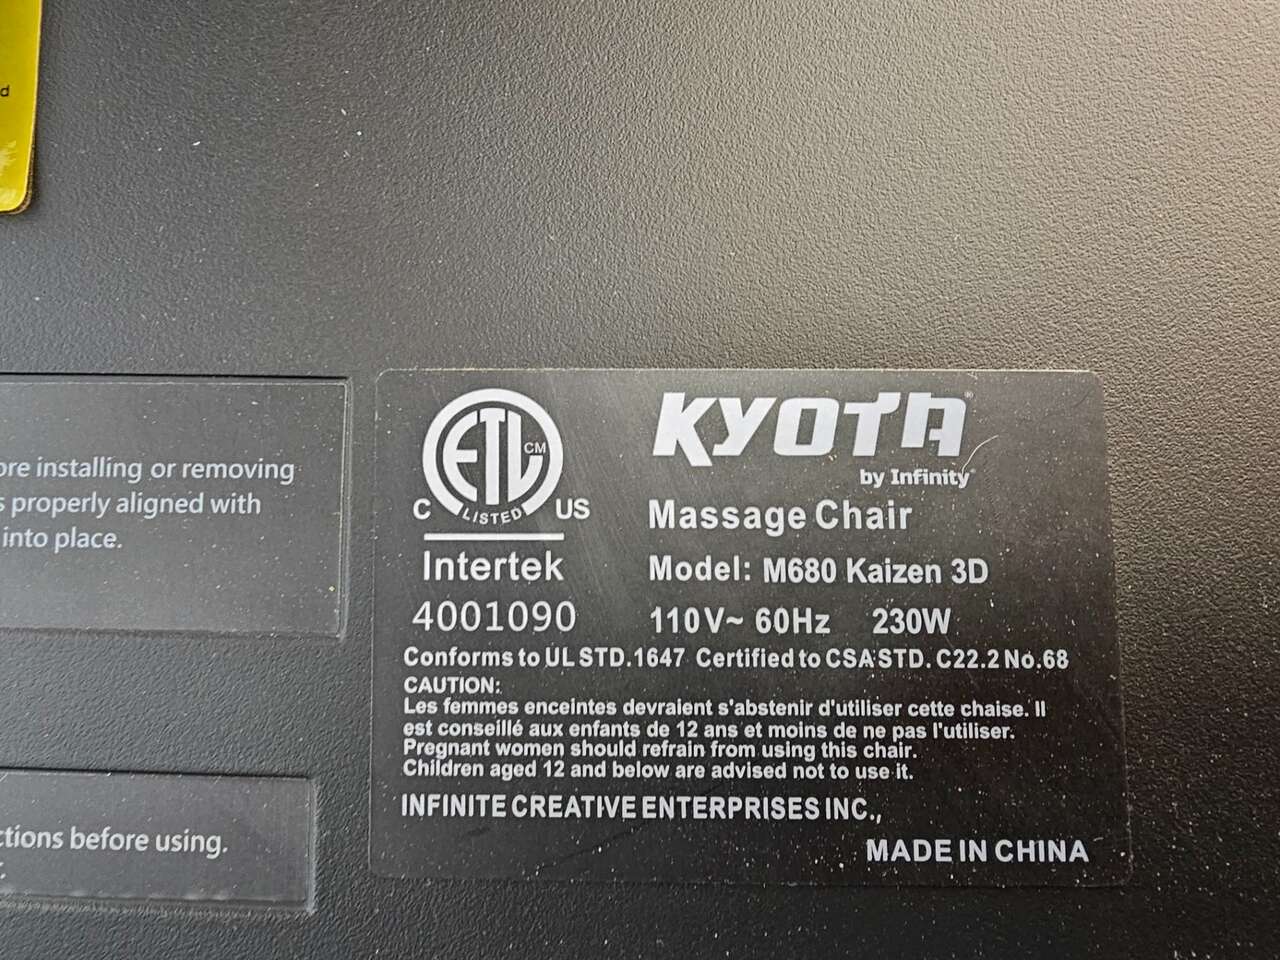 d
ore installing or removing
s properly aligned with
into place.
ctions before using.
ETL CM
LISTED
C US
Intertek
4001090
KYOTA®
by Infinity®
Massage Chair
Model: M680 Kaizen 3D
110V~ 60Hz 230W
Conforms to UL STD.1647 Certified to CSA STD. C22.2 No.68
CAUTION:
Les femmes enceintes devraient s'abstenir d'utiliser cette chaise. Il
est conseillé aux enfants de 12 ans et moins de ne pas l'utiliser.
Pregnant women should refrain from using this chair.
Children aged 12 and below are advised not to use it.
INFINITE CREATIVE ENTERPRISES INC.,
MADE IN CHINA